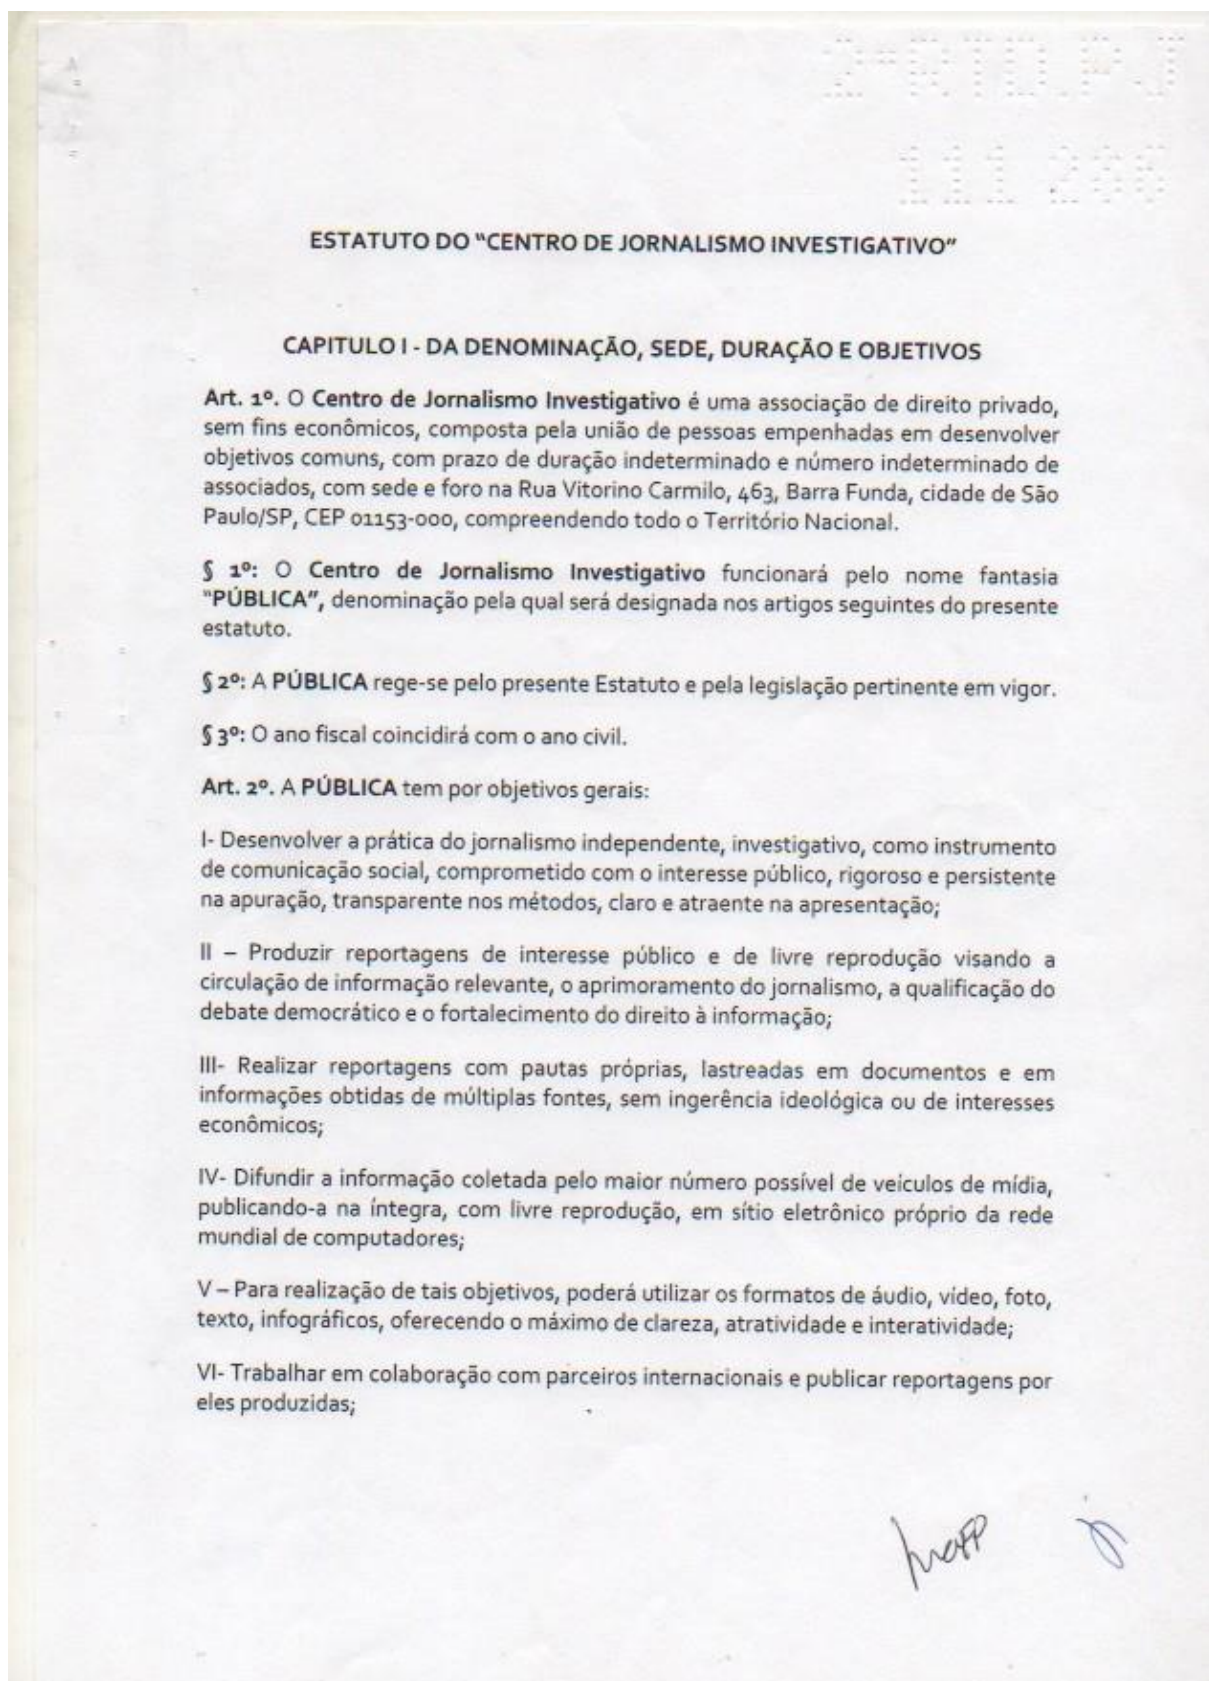 2º RTD.PJ
111 266
ESTATUTO DO "CENTRO DE JORNALISMO INVESTIGATIVO"
CAPITULO I - DA DENOMINAÇÃO, SEDE, DURAÇÃO E OBJETIVOS
Art. 1º. O Centro de Jornalismo Investigativo é uma associação de direito privado,
sem fins econômicos, composta pela união de pessoas empenhadas em desenvolver
objetivos comuns, com prazo de duração indeterminado e número indeterminado de
associados, com sede e foro na Rua Vitorino Carmilo, 463, Barra Funda, cidade de São
Paulo/SP, CEP 01153-000, compreendendo todo o Território Nacional.
§ 1º: O Centro de Jornalismo Investigativo funcionará pelo nome fantasia
"PÚBLICA", denominação pela qual será designada nos artigos seguintes do presente
estatuto.
§ 2º: A PÚBLICA rege-se pelo presente Estatuto e pela legislação pertinente em vigor.
§ 3º: O ano fiscal coincidirá com o ano civil.
Art. 2º. A PÚBLICA tem por objetivos gerais:
I- Desenvolver a prática do jornalismo independente, investigativo, como instrumento
de comunicação social, comprometido com o interesse público, rigoroso e persistente
na apuração, transparente nos métodos, claro e atraente na apresentação;
II – Produzir reportagens de interesse público e de livre reprodução visando a
circulação de informação relevante, o aprimoramento do jornalismo, a qualificação do
debate democrático e o fortalecimento do direito à informação;
III- Realizar reportagens com pautas próprias, lastreadas em documentos e em
informações obtidas de múltiplas fontes, sem ingerência ideológica ou de interesses
econômicos;
IV- Difundir a informação coletada pelo maior número possível de veículos de mídia,
publicando-a na íntegra, com livre reprodução, em sítio eletrônico próprio da rede
mundial de computadores;
V – Para realização de tais objetivos, poderá utilizar os formatos de áudio, vídeo, foto,
texto, infográficos, oferecendo o máximo de clareza, atratividade e interatividade;
VI- Trabalhar em colaboração com parceiros internacionais e publicar reportagens por
eles produzidas;